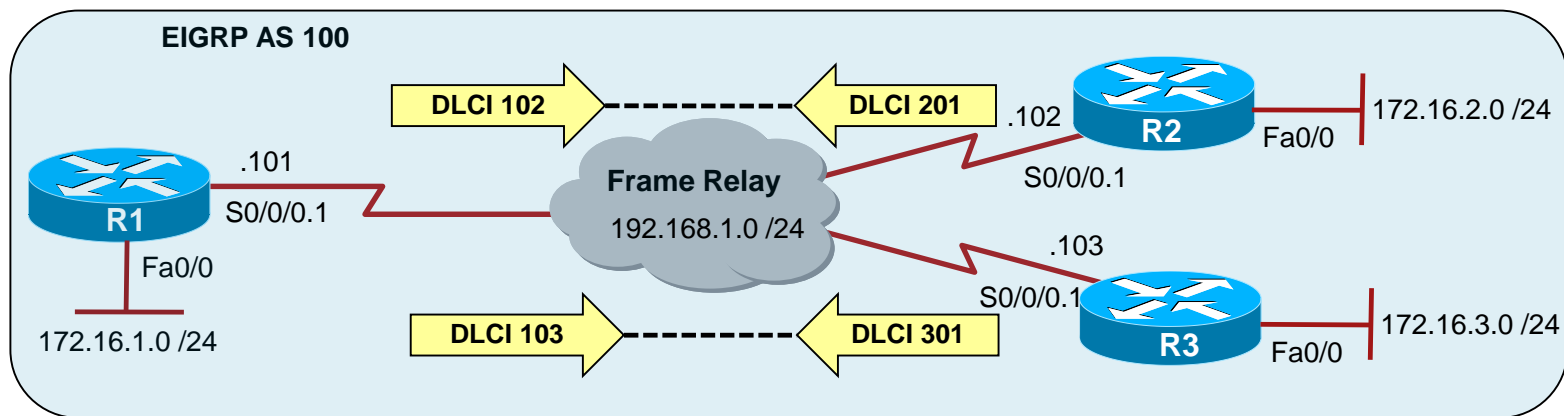 EIGRP AS 100
DLCI 102
DLCI 201
.102
R2
172.16.2.0 /24
Fa0/0
S0/0/0.1
.101
R1
S0/0/0.1
Fa0/0
172.16.1.0 /24
Frame Relay
192.168.1.0 /24
.103
S0/0/0.1
R3
172.16.3.0 /24
Fa0/0
DLCI 103
DLCI 301